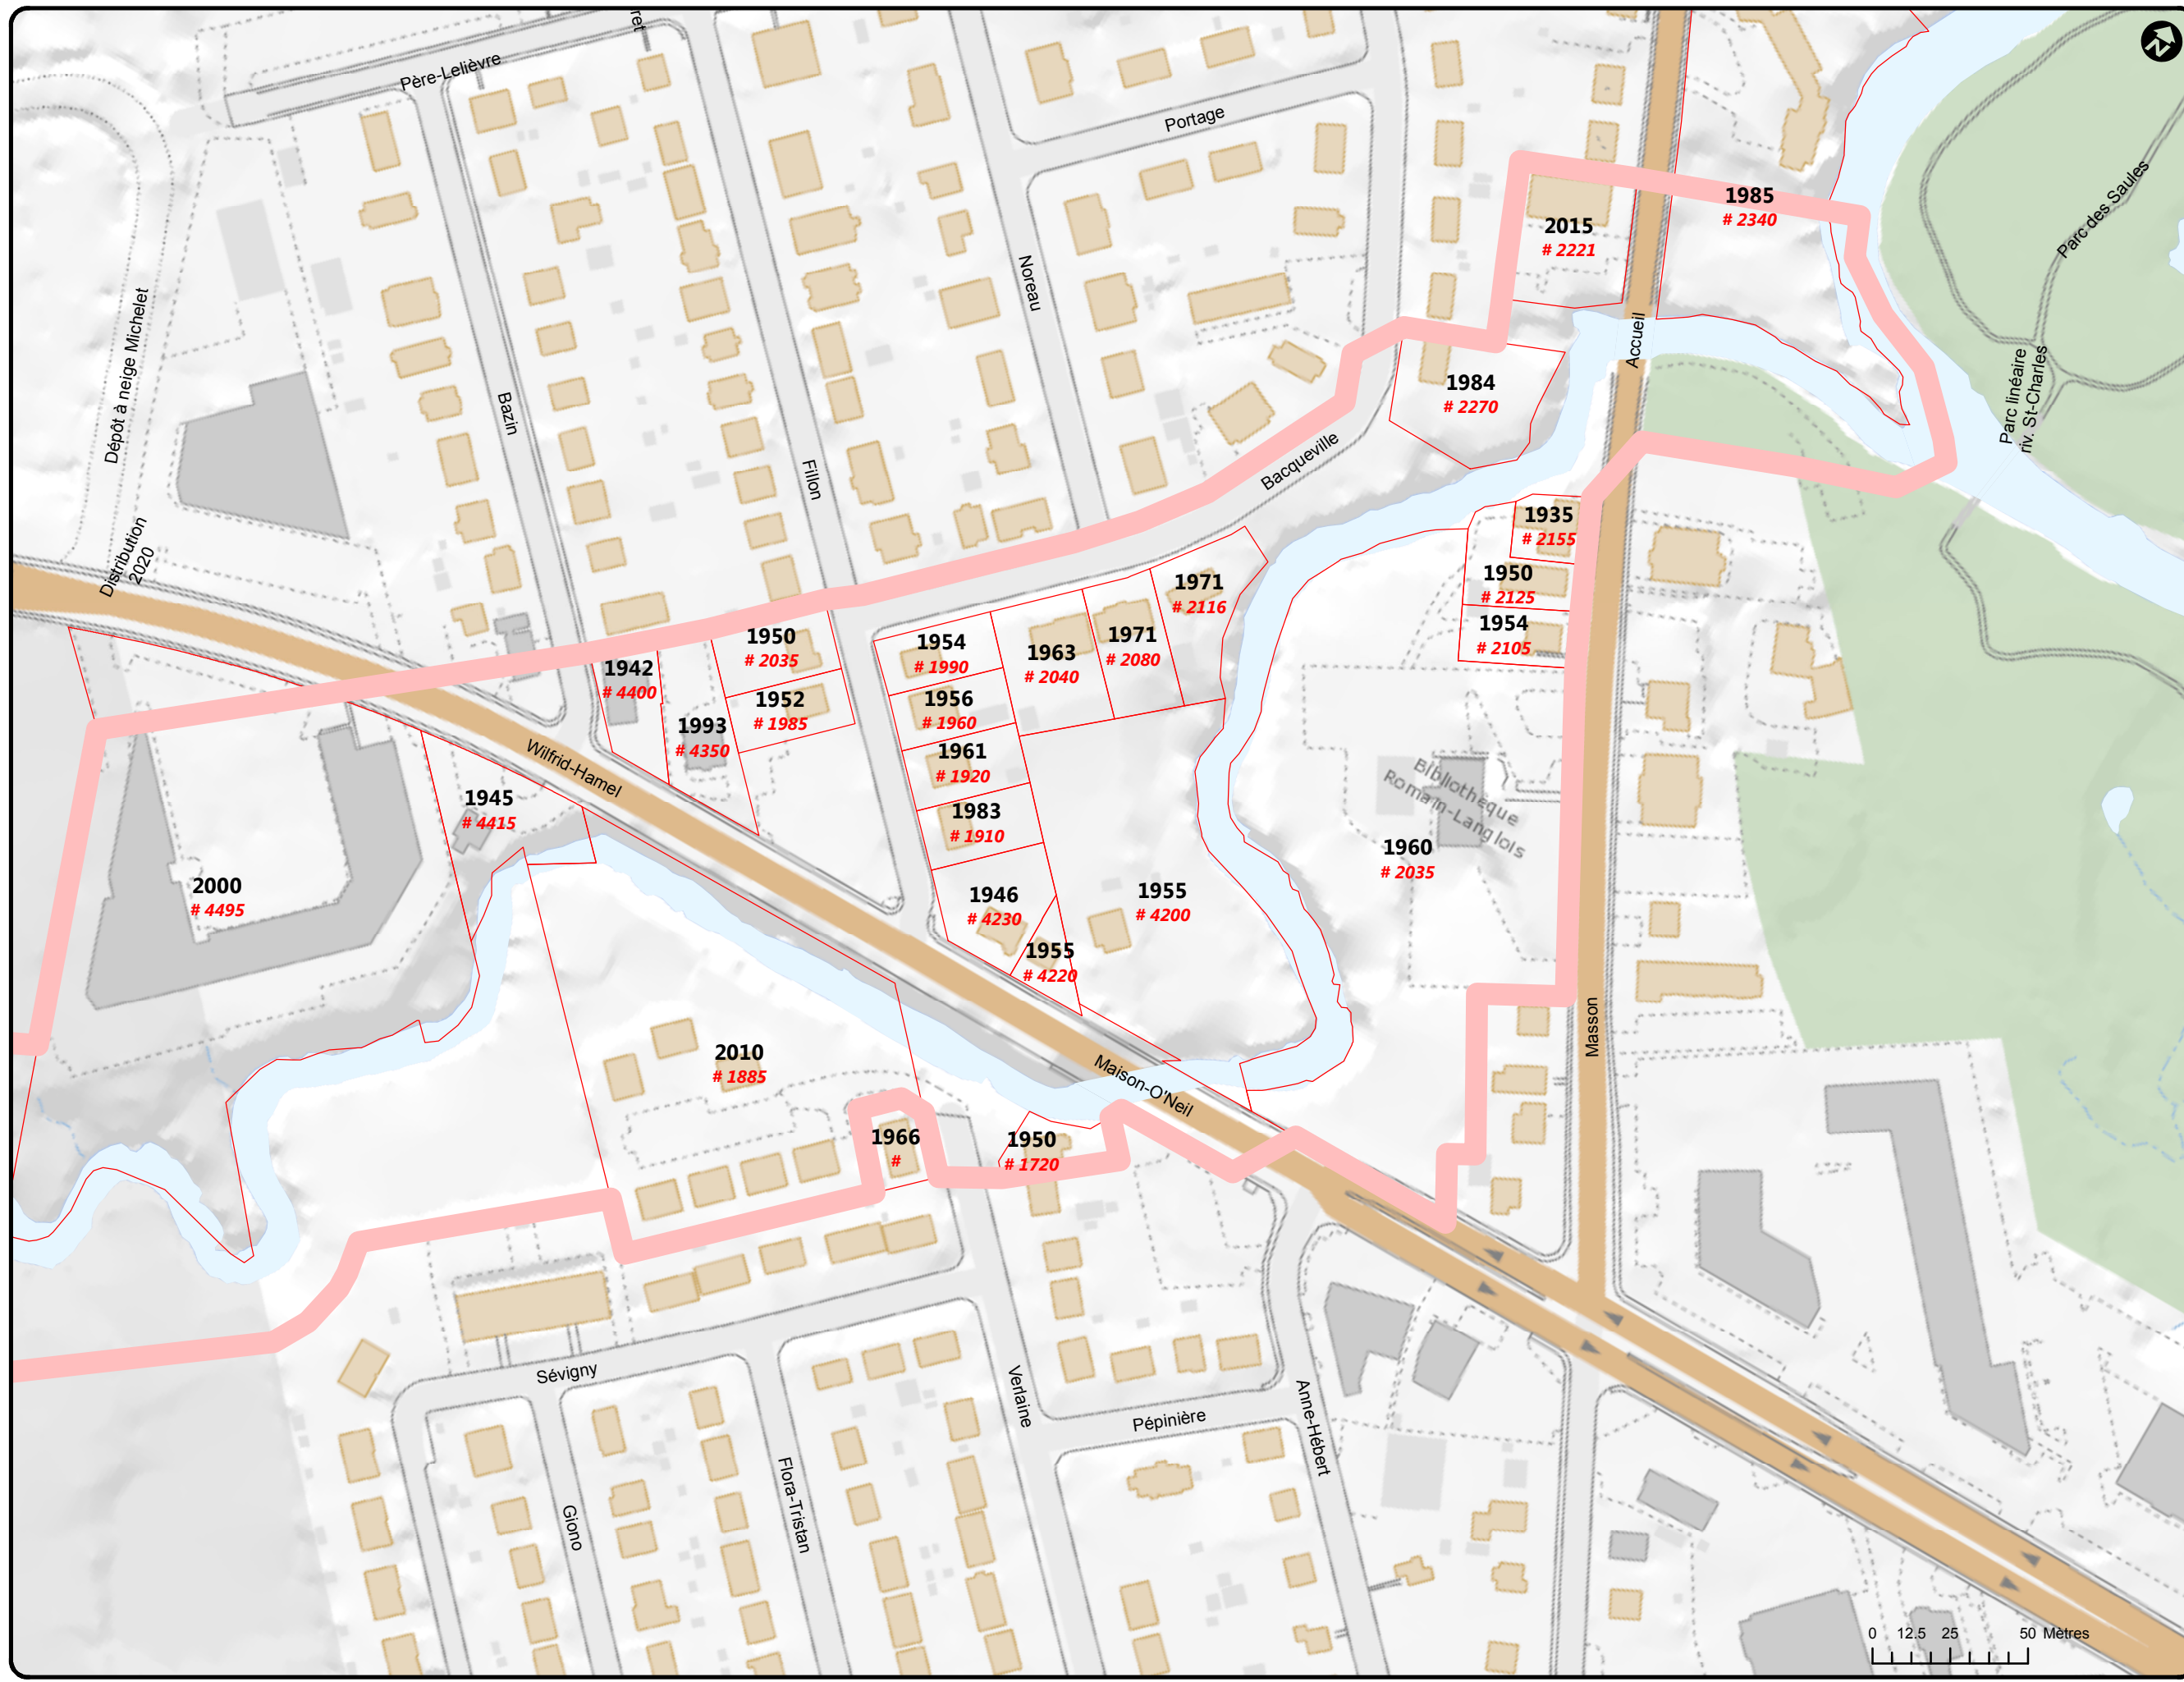 Père-Lelièvre
ret
Portage
N
1985
# 2340
2015
# 2221
Parc des Saules
Noreau
Dépôt à neige Michelet
Accueil
Parc linéaire
riv. St-Charles
1984
# 2270
Bazin
Fillon
Bacqueville
1935
# 2155
Distribution
2020
1971
# 2116
1950
# 2125
1954
# 2105
1950
# 2035
1954
# 1990
1963
# 2040
1971
# 2080
1942
# 4400
1952
# 1985
1956
# 1960
1993
# 4350
Wilfrid-Hamel
1961
# 1920
1945
# 4415
1983
# 1910
Bibliothèque
Romain-Langlois
1960
# 2035
2000
# 4495
1946
# 4230
1955
# 4200
1955
# 4220
Masson
2010
# 1885
Maison-O'Neil
1966
#
1950
# 1720
Sévigny
Verlaine
Pépinière
Anne-Hébert
Flora-Tristan
Giono
0 12.5 25 50 Mètres